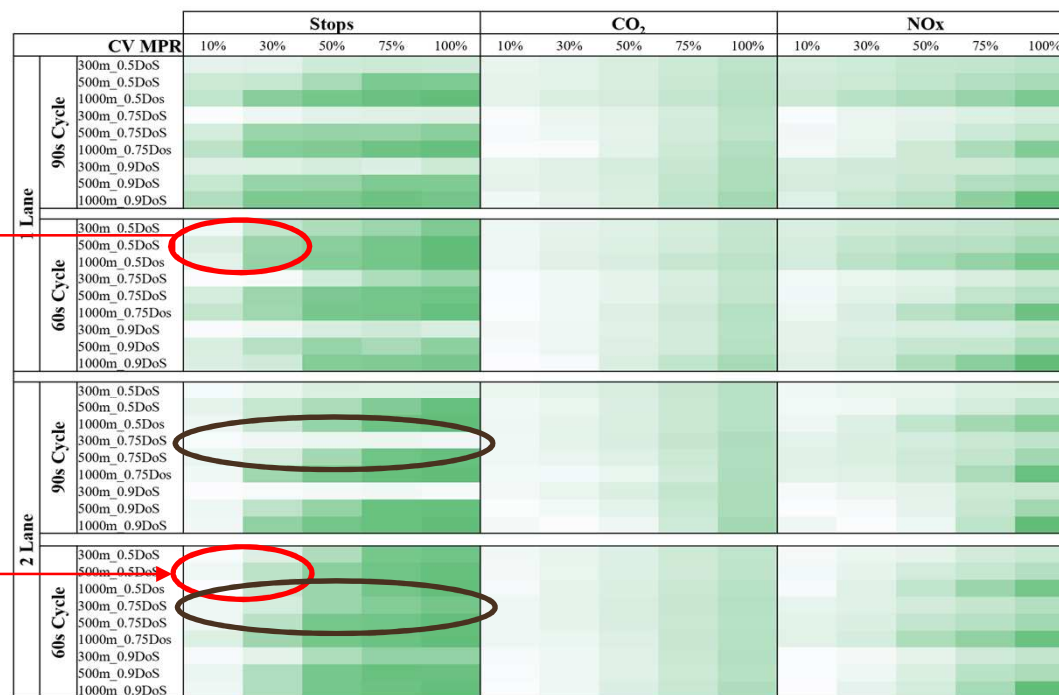 Stops CO₂ NOx
CV MPR 10% 30% 50% 75% 100% 10% 30% 50% 75% 100% 10% 30% 50% 75% 100%
1 Lane
90s Cycle
300m_0.5DoS
500m_0.5DoS
1000m_0.5Dos
300m_0.75DoS
500m_0.75DoS
1000m_0.75Dos
300m_0.9DoS
500m_0.9DoS
1000m_0.9DoS
60s Cycle
300m_0.5DoS
500m_0.5DoS
1000m_0.5Dos
300m_0.75DoS
500m_0.75DoS
1000m_0.75Dos
300m_0.9DoS
500m_0.9DoS
1000m_0.9DoS
2 Lane
90s Cycle
300m_0.5DoS
500m_0.5DoS
1000m_0.5Dos
300m_0.75DoS
500m_0.75DoS
1000m_0.75Dos
300m_0.9DoS
500m_0.9DoS
1000m_0.9DoS
60s Cycle
300m_0.5DoS
500m_0.5DoS
1000m_0.5Dos
300m_0.75DoS
500m_0.75DoS
1000m_0.75Dos
300m_0.9DoS
500m_0.9DoS
1000m_0.9DoS